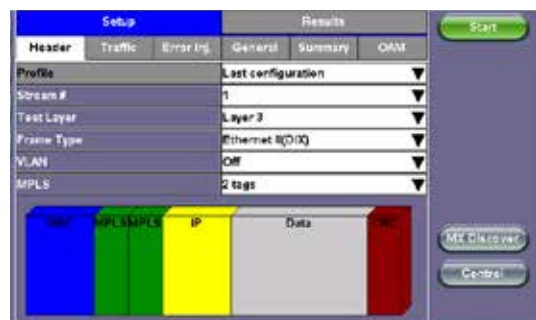 Setup Results Start
Header Traffic Error Inj. General Summary OAM
Profile Last configuration
Stream # 1
Test Layer Layer 3
Frame Type Ethernet II(DIX)
VLAN Off
MPLS 2 tags
MAC MPLS MPLS IP Data CRC
MX Discover
Control